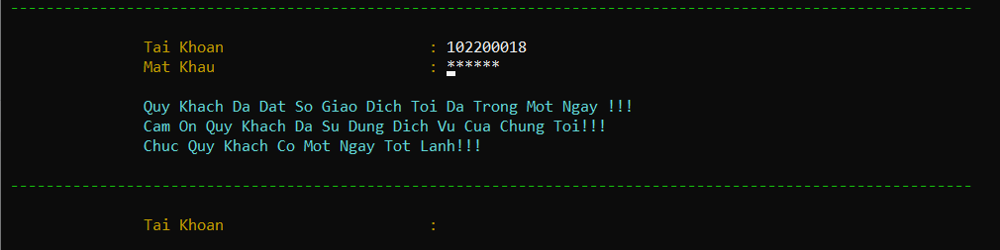 Tai Khoan : 102200018
Mat Khau : ******
Quy Khach Da Dat So Giao Dich Toi Da Trong Mot Ngay !!!
Cam On Quy Khach Da Su Dung Dich Vu Cua Chung Toi!!!
Chuc Quy Khach Co Mot Ngay Tot Lanh!!!
Tai Khoan :